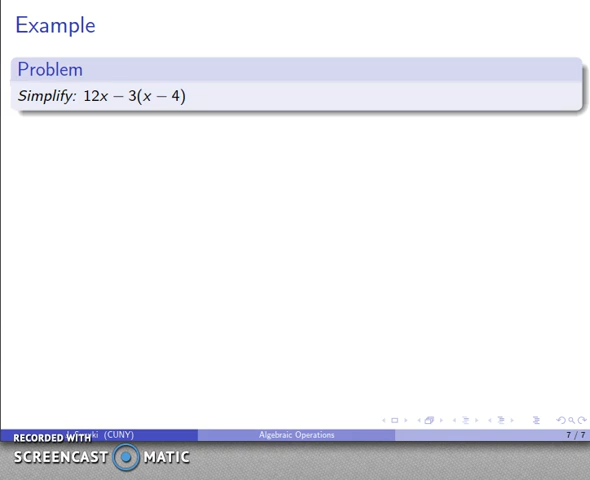 Example
Problem
Simplify: 12x − 3(x − 4)
(CUNY) Algebraic Operations 7 / 7
RECORDED WITH
SCREENCAST MATIC